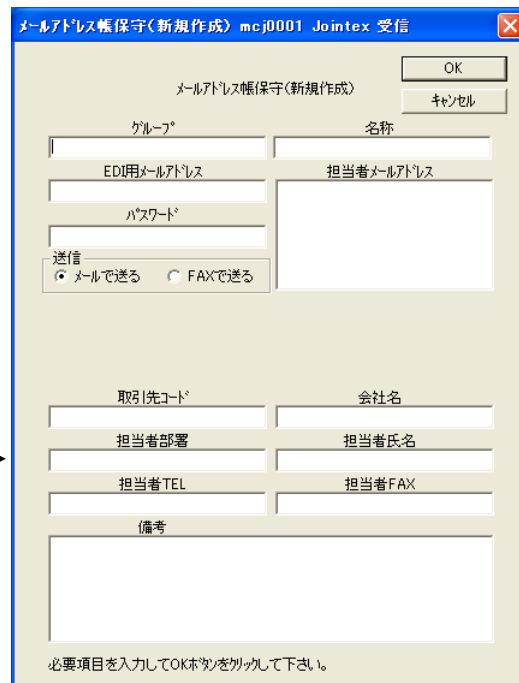 ﾒｰﾙｱﾄﾞﾚｽ帳保守(新規作成) mcj0001 Jointex 受信
OK
ﾒｰﾙｱﾄﾞﾚｽ帳保守(新規作成)
ｷｬﾝｾﾙ
ｸﾞﾙｰﾌﾟ 名称
EDI用ﾒｰﾙｱﾄﾞﾚｽ 担当者ﾒｰﾙｱﾄﾞﾚｽ
ﾊﾟｽﾜｰﾄﾞ
送信
ﾒｰﾙで送る FAXで送る
取引先ｺｰﾄﾞ 会社名
担当者部署 担当者氏名
担当者TEL 担当者FAX
備考
必要項目を入力してOKﾎﾞﾀﾝをｸﾘｯｸして下さい。